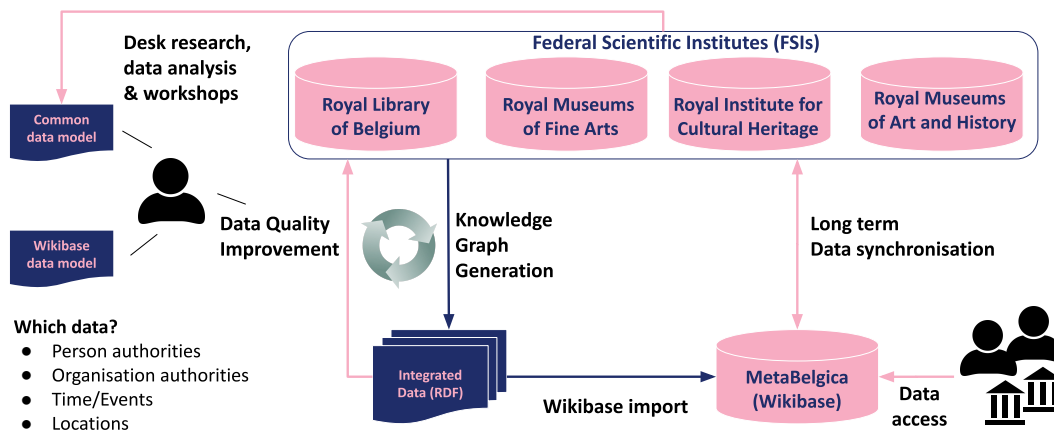 Desk research,
data analysis
& workshops
Federal Scientific Institutes (FSIs)
Royal Library
of Belgium
Royal Museums
of Fine Arts
Royal Institute for
Cultural Heritage
Royal Museums
of Art and History
Common
data model
Wikibase
data model
Data Quality
Improvement
Knowledge
Graph
Generation
Long term
Data synchronisation
Which data?
● Person authorities
● Organisation authorities
● Time/Events
● Locations
Integrated
Data (RDF)
Wikibase import
MetaBelgica
(Wikibase)
Data
access